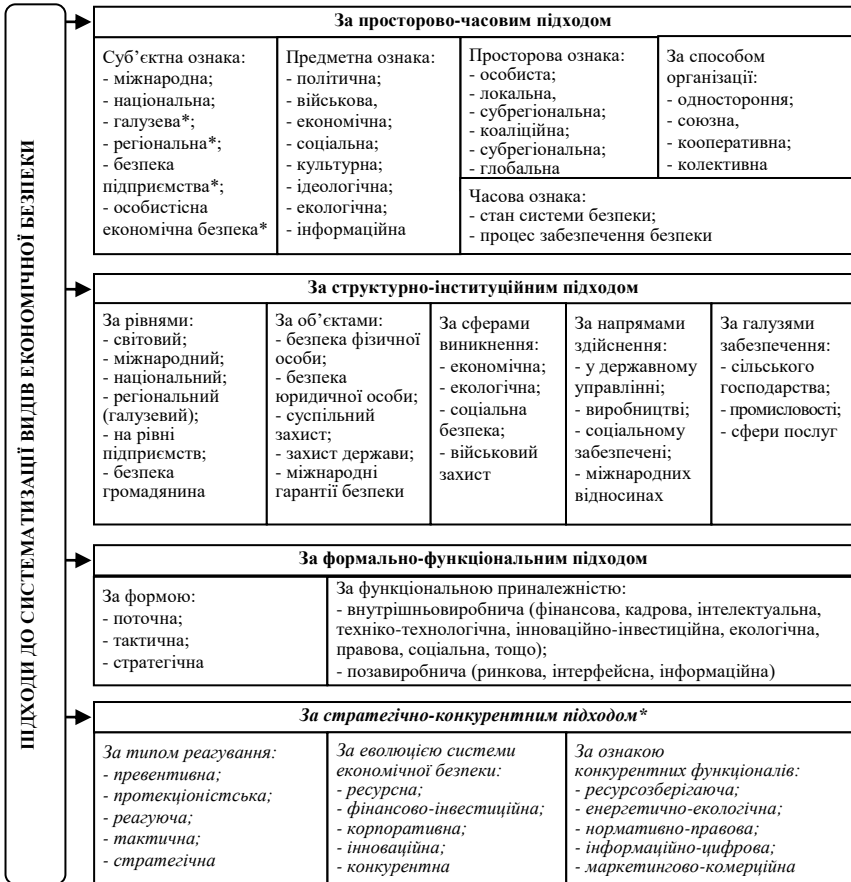 ПІДХОДИ ДО СИСТЕМАТИЗАЦІЇ ВИДІВ ЕКОНОМІЧНОЇ БЕЗПЕКИ
За просторово-часовим підходом
Суб’єктна ознака:
- міжнародна;
- національна;
- галузева*;
- регіональна*;
- безпека
підприємства*;
- особистісна
економічна безпека*
Предметна ознака:
- політична;
- військова,
- економічна;
- соціальна;
- культурна;
- ідеологічна;
- екологічна;
- інформаційна
Просторова ознака:
- особиста;
- локальна,
- субрегіональна;
- коаліційна;
- субрегіональна;
- глобальна
За способом
організації:
- одностороння;
- союзна,
- кооперативна;
- колективна
Часова ознака:
- стан системи безпеки;
- процес забезпечення безпеки
За структурно-інституційним підходом
За рівнями:
- світовий;
- міжнародний;
- національний;
- регіональний
(галузевий);
- на рівні
підприємств;
- безпека
громадянина
За об’єктами:
- безпека фізичної
особи;
- безпека
юридичної особи;
- суспільний
захист;
- захист держави;
- міжнародні
гарантії безпеки
За сферами
виникнення:
- економічна;
- екологічна;
- соціальна
безпека;
- військовий
захист
За напрямами
здійснення:
- у державному
управлінні;
- виробництві;
- соціальному
забезпечені;
- міжнародних
відносинах
За галузями
забезпечення:
- сільського
господарства;
- промисловості;
- сфери послуг
За формально-функціональним підходом
За формою:
- поточна;
- тактична;
- стратегічна
За функціональною приналежністю:
- внутрішньовиробнича (фінансова, кадрова, інтелектуальна,
техніко-технологічна, інноваційно-інвестиційна, екологічна,
правова, соціальна, тощо);
- позавиробнича (ринкова, інтерфейсна, інформаційна)
За стратегічно-конкурентним підходом*
За типом реагування:
- превентивна;
- протекціоністська;
- реагуюча;
- тактична;
- стратегічна
За еволюцією системи
економічної безпеки:
- ресурсна;
- фінансово-інвестиційна;
- корпоративна;
- інноваційна;
- конкурентна
За ознакою
конкурентних функціоналів:
- ресурсозберігаюча;
- енергетично-екологічна;
- нормативно-правова;
- інформаційно-цифрова;
- маркетингово-комерційна